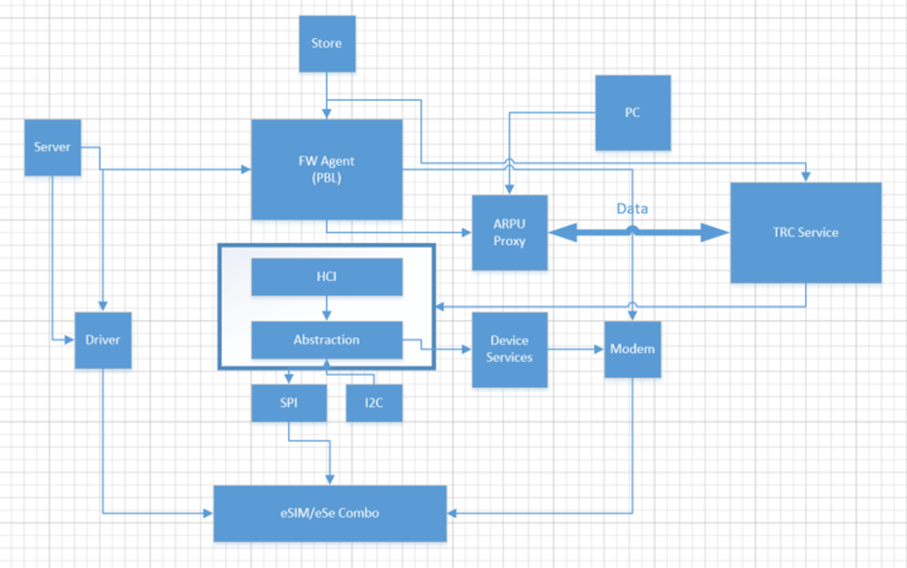 Store
PC
Server
FW Agent
(PBL)
Data
ARPU
Proxy
TRC Service
HCI
Abstraction
Driver
Device
Services
Modem
SPI
I2C
eSIM/eSe Combo